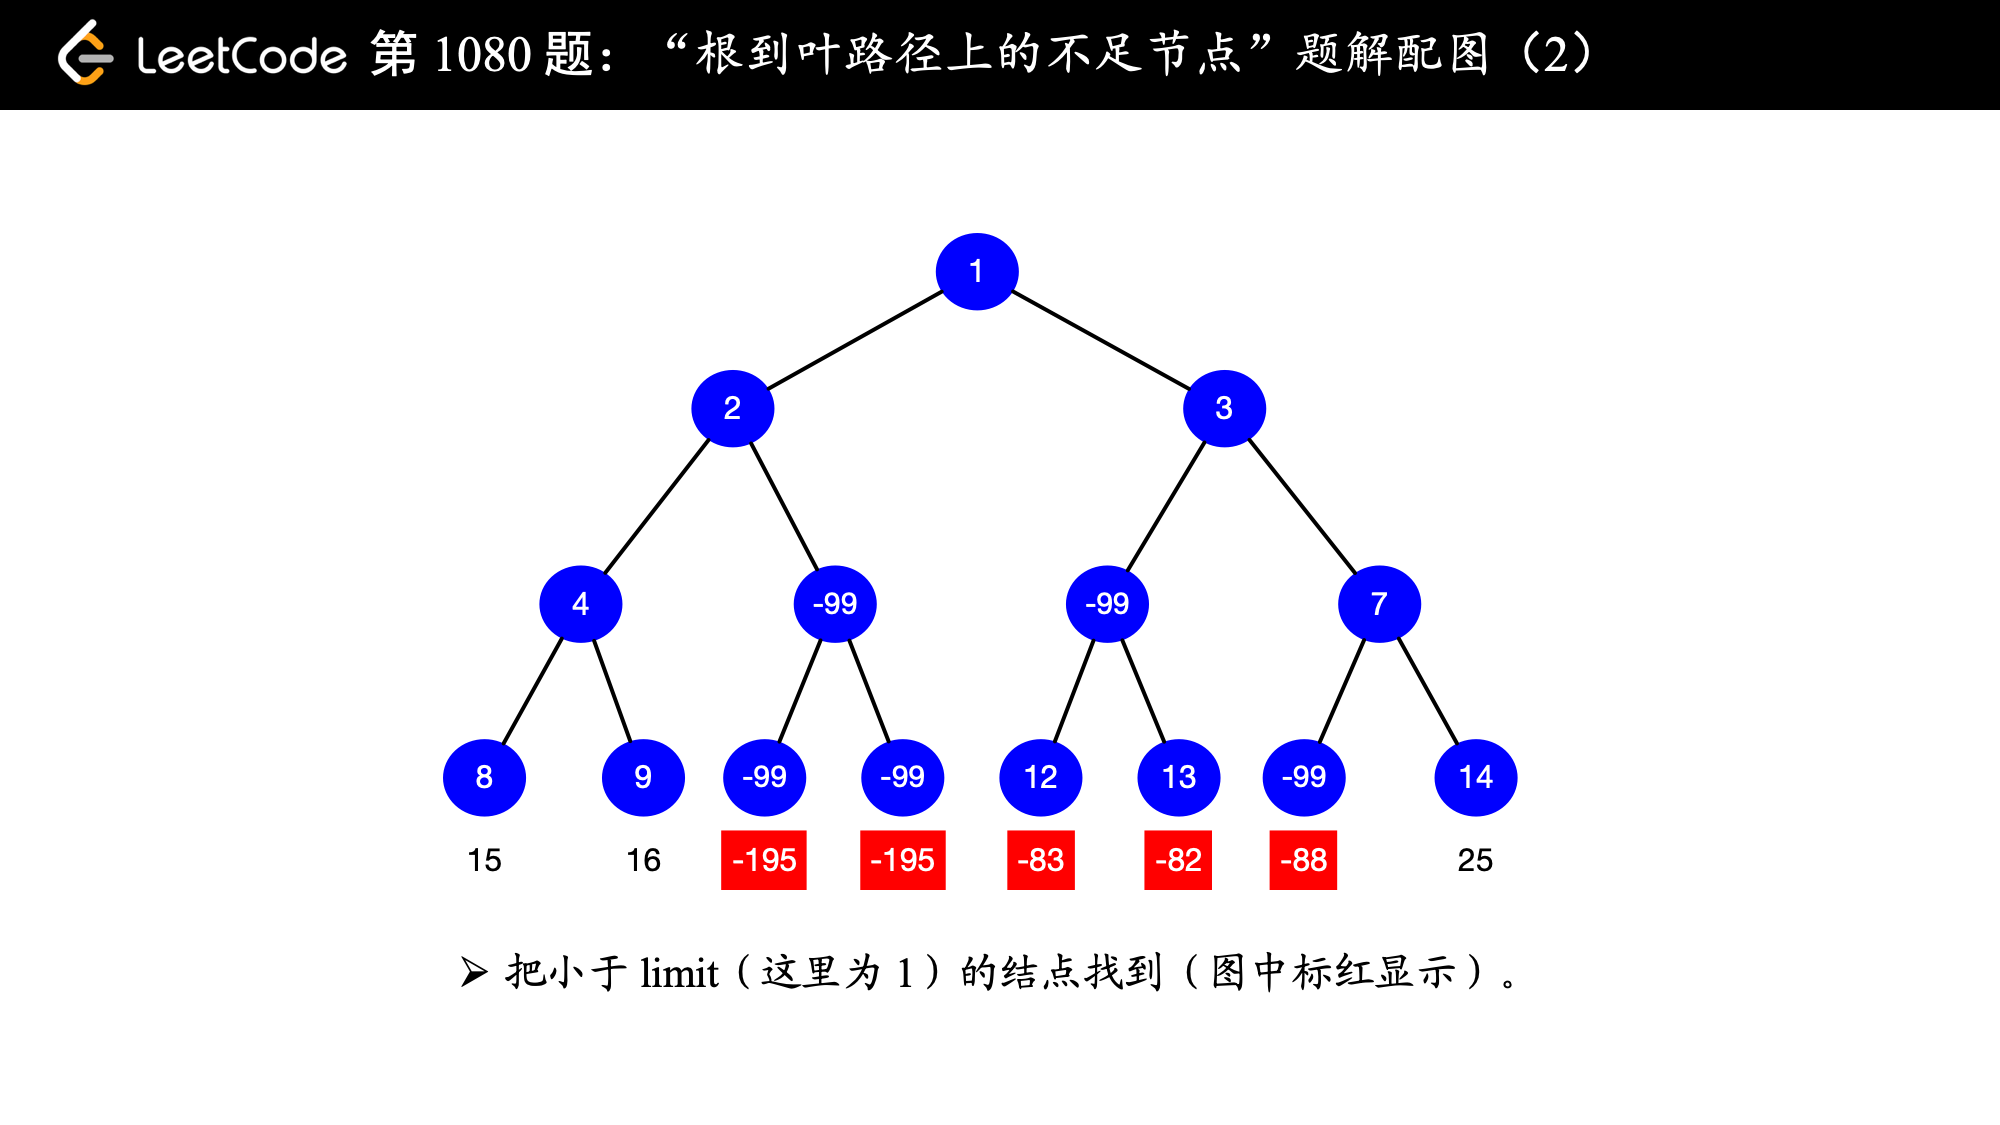 LeetCode 第 1080 题：“根到叶路径上的不足节点”题解配图（2）
1
2 3
4 -99 -99 7
8 9 -99 -99 12 13 -99 14
15 16 -195 -195 -83 -82 -88 25
➢ 把小于 limit（这里为 1）的结点找到（图中标红显示）。